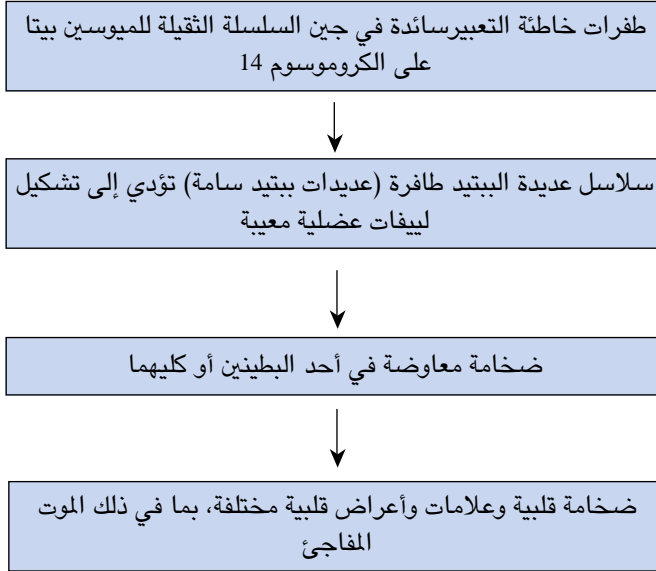 طفرات خاطئة التعبيرسائدة في جين السلسلة الثقيلة للميوسين بيتا
على الكروموسوم 14
سلاسل عديدة الببتيد طافرة (عديدات ببتيد سامة) تؤدي إلى تشكيل
لييفات عضلية معيبة
ضخامة معاوضة في أحد البطينين أو كليهما
ضخامة قلبية وعلامات وأعراض قلبية مختلفة، بما في ذلك الموت
المفاجئ